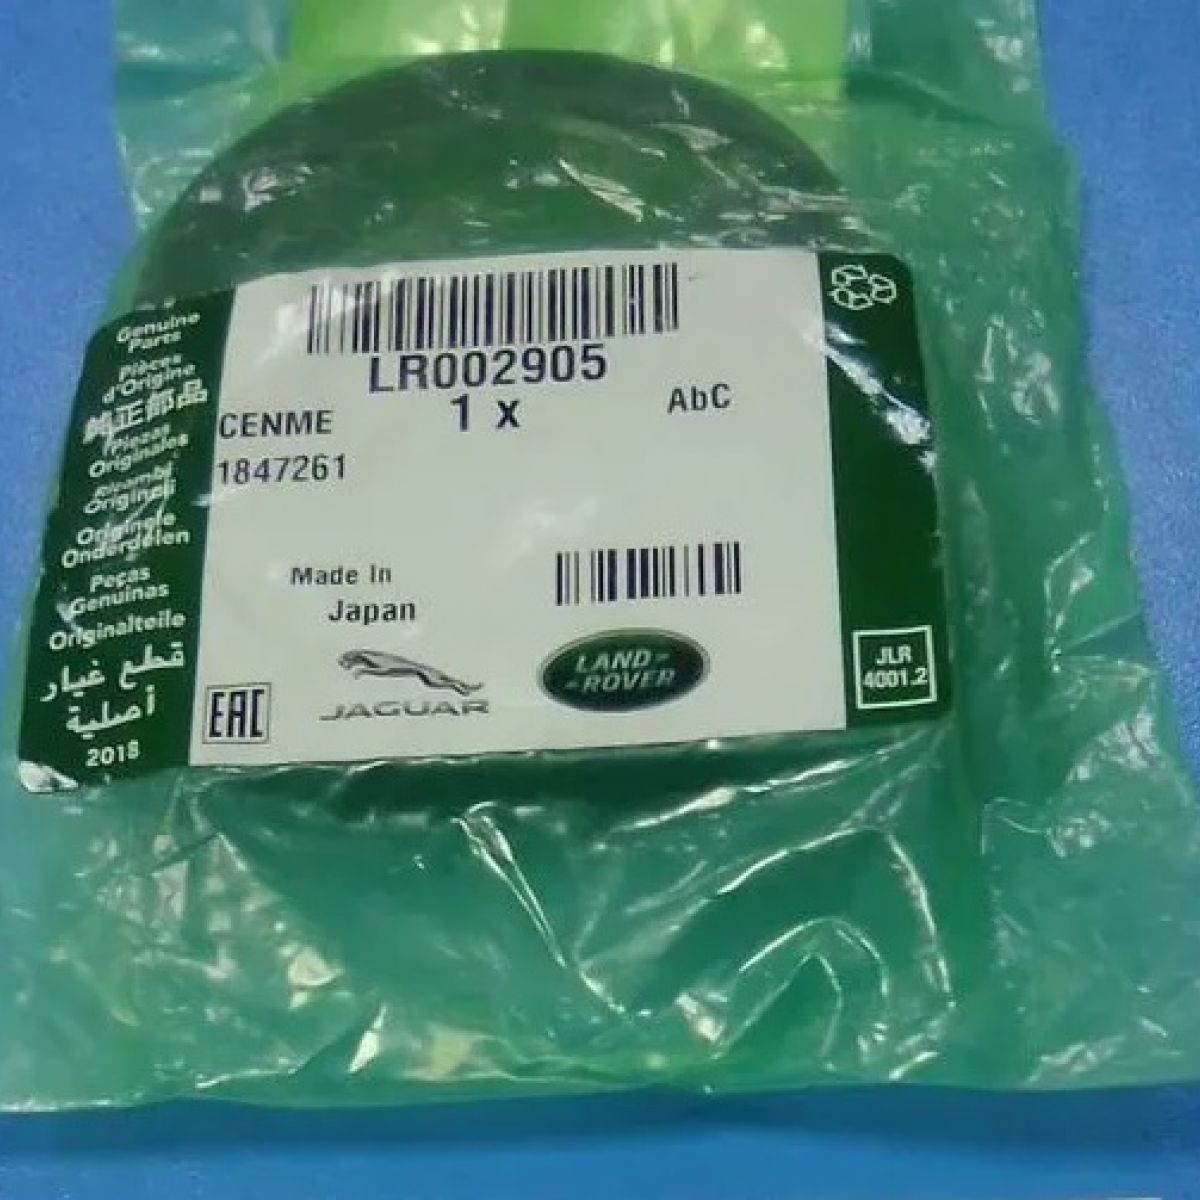 Genuine
Parts
Pièces
d'Origine
純正部品
Piezas
Originales
Ricambi
Originali
Originele
Onderdelen
Peças
Genuinas
Originalteile
قطع غيار
أصلية
2018
LR002905
CENME
1 x
AbC
1847261
Made In
Japan
EAC
JAGUAR
LAND-
-ROVER
JLR
4001.2